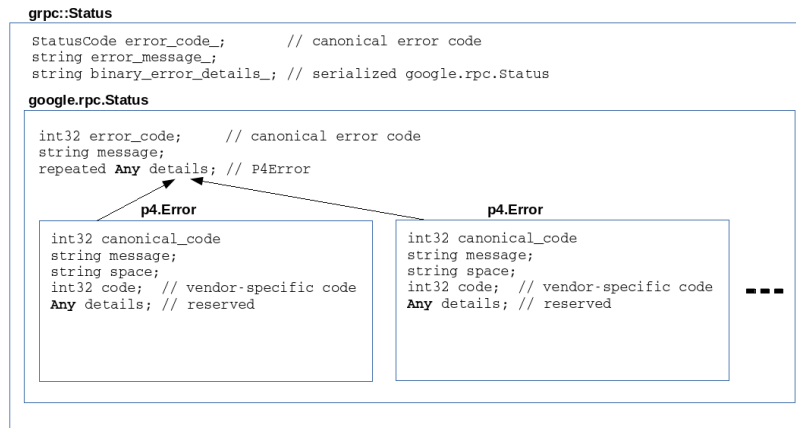 grpc::Status
StatusCode error_code_; // canonical error code
string error_message_;
string binary_error_details_; // serialized google.rpc.Status
google.rpc.Status
int32 error_code; // canonical error code
string message;
repeated Any details; // P4Error
p4.Error
int32 canonical_code
string message;
string space;
int32 code; // vendor-specific code
Any details; // reserved
p4.Error
int32 canonical_code
string message;
string space;
int32 code; // vendor-specific code
Any details; // reserved